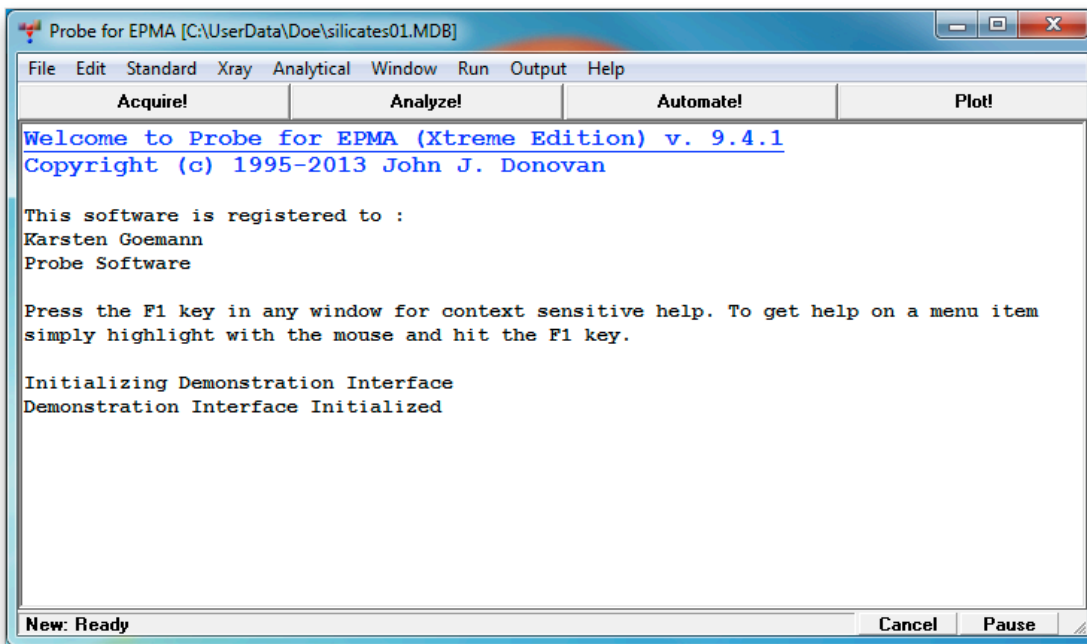 Probe for EPMA [C:\UserData\Doe\silicates01.MDB]
File Edit Standard Xray Analytical Window Run Output Help
Acquire! Analyze! Automate! Plot!
Welcome to Probe for EPMA (Xtreme Edition) v. 9.4.1
Copyright (c) 1995-2013 John J. Donovan
This software is registered to :
Karsten Goemann
Probe Software
Press the F1 key in any window for context sensitive help. To get help on a menu item
simply highlight with the mouse and hit the F1 key.
Initializing Demonstration Interface
Demonstration Interface Initialized
New: Ready Cancel Pause